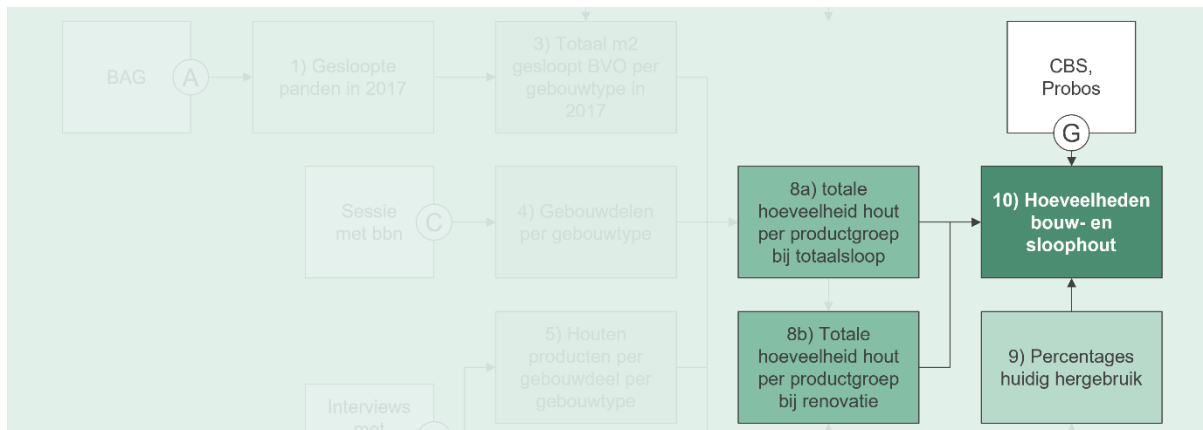 BAG
A
1) Gesloopte
panden in 2017
3) Totaal m2
gesloopt BVO per
gebouwtype in
2017
CBS,
Probos
G
Sessie
met bbn
C
4) Gebouwdelen
per gebouwtype
8a) totale
hoeveelheid hout
per productgroep
bij totaalsloop
10) Hoeveelheden
bouw- en
sloophout
Interviews
met
5) Houten
producten per
gebouwdeel per
gebouwtype
8b) Totale
hoeveelheid hout
per productgroep
bij renovatie
9) Percentages
huidig hergebruik